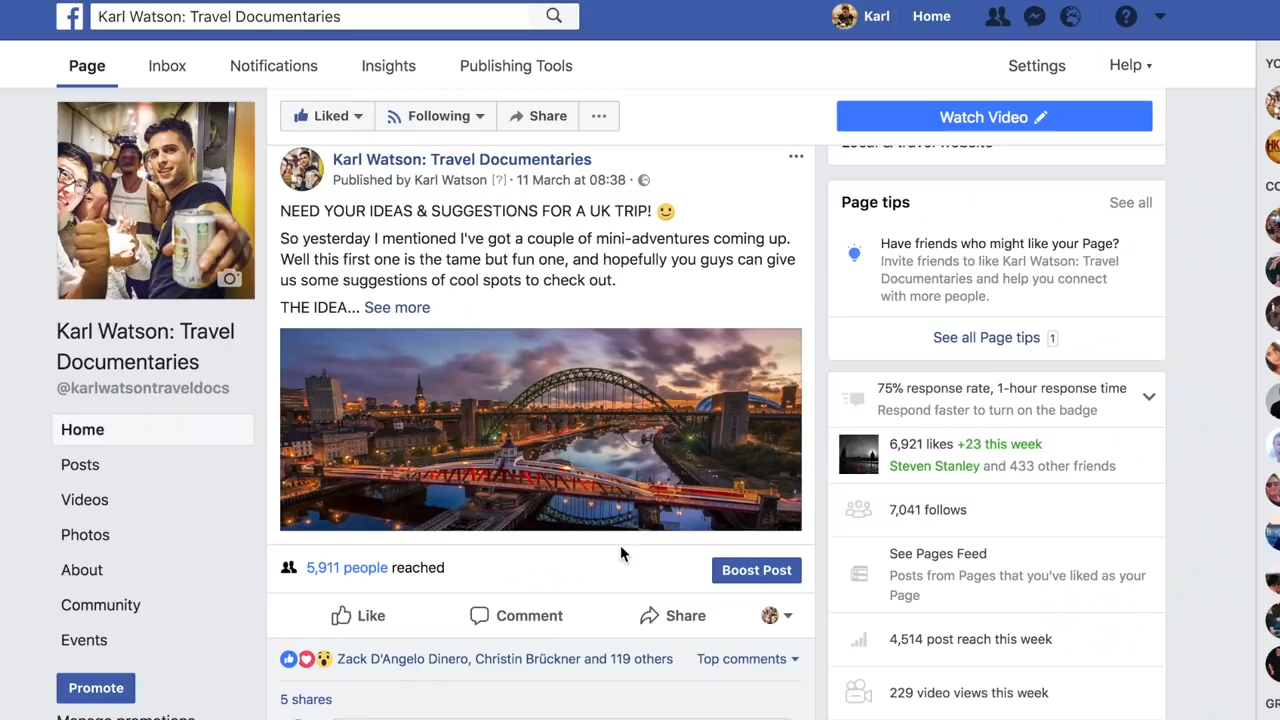 Karl Watson: Travel Documentaries
Karl
Home
Page
Inbox
Notifications
Insights
Publishing Tools
Settings
Help
Liked
Following
Share
Watch Video
Karl Watson: Travel Documentaries
Published by Karl Watson [?] · 11 March at 08:38 ·
NEED YOUR IDEAS & SUGGESTIONS FOR A UK TRIP!
So yesterday I mentioned I've got a couple of mini-adventures coming up.
Well this first one is the tame but fun one, and hopefully you guys can give
us some suggestions of cool spots to check out.
THE IDEA... See more
5,911 people reached
Boost Post
Like
Comment
Share
Zack D'Angelo Dinero, Christin Brückner and 119 others
Top comments
5 shares
Karl Watson: Travel
Documentaries
@karlwatsontraveldocs
Home
Posts
Videos
Photos
About
Community
Events
Promote
Page tips
See all
Have friends who might like your Page?
Invite friends to like Karl Watson: Travel
Documentaries and help you connect
with more people.
See all Page tips 1
75% response rate, 1-hour response time
Respond faster to turn on the badge
6,921 likes +23 this week
Steven Stanley and 433 other friends
7,041 follows
See Pages Feed
Posts from Pages that you've liked as your
Page
4,514 post reach this week
229 video views this week